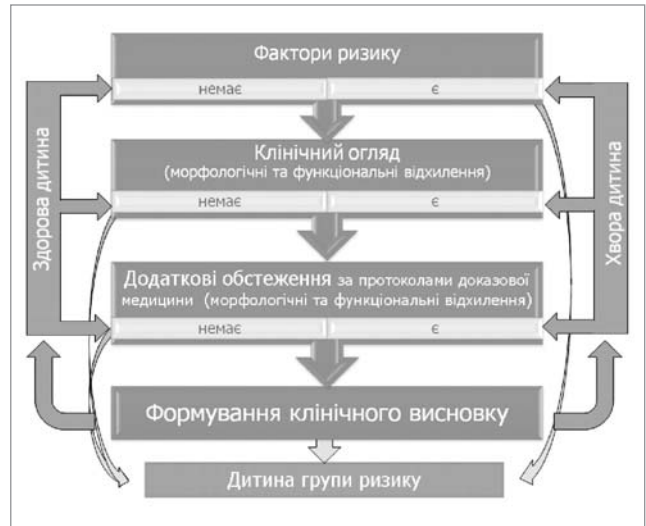 Фактори ризику
немає є
Клінічний огляд
(морфологічні та функціональні відхилення)
немає є
Додаткові обстеження за протоколами доказової
медицини (морфологічні та функціональні відхилення)
немає є
Формування клінічного висновку
Дитина групи ризику
Здорова дитина
Хвора дитина